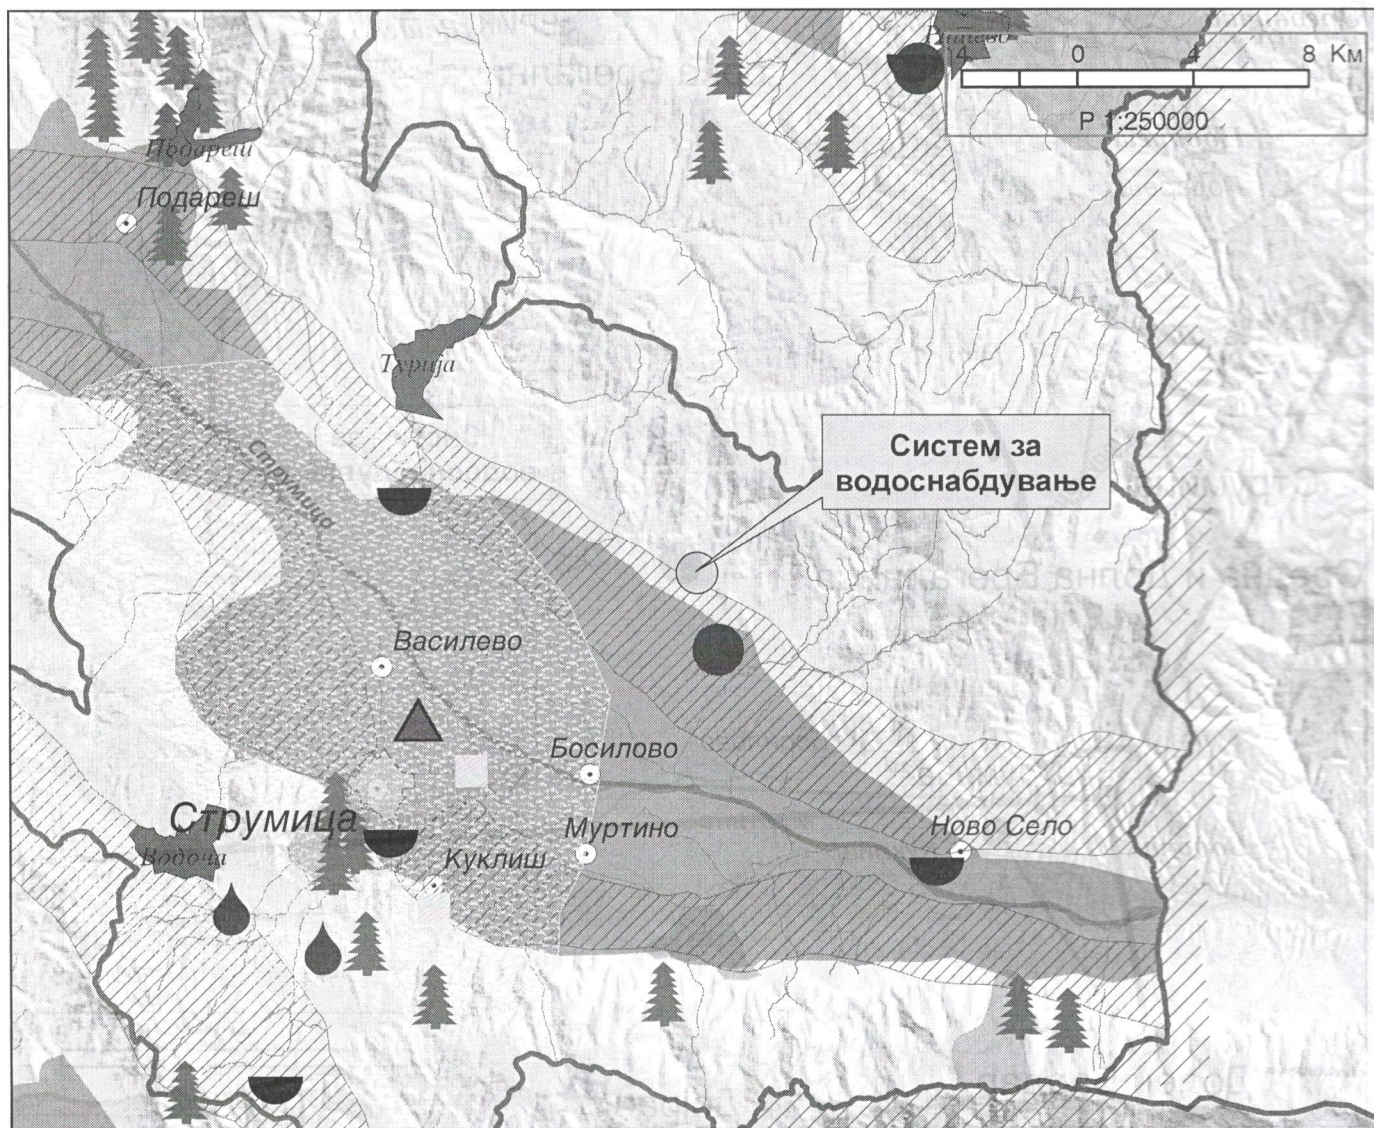 4 0 4 8 Км
Р 1:250000
Подареш
Подареш
Турија
Систем за
водоснабдување
Струмица
Василево
Босилово
Струмица
Муртино
Ново Село
Водоча
Куклиш